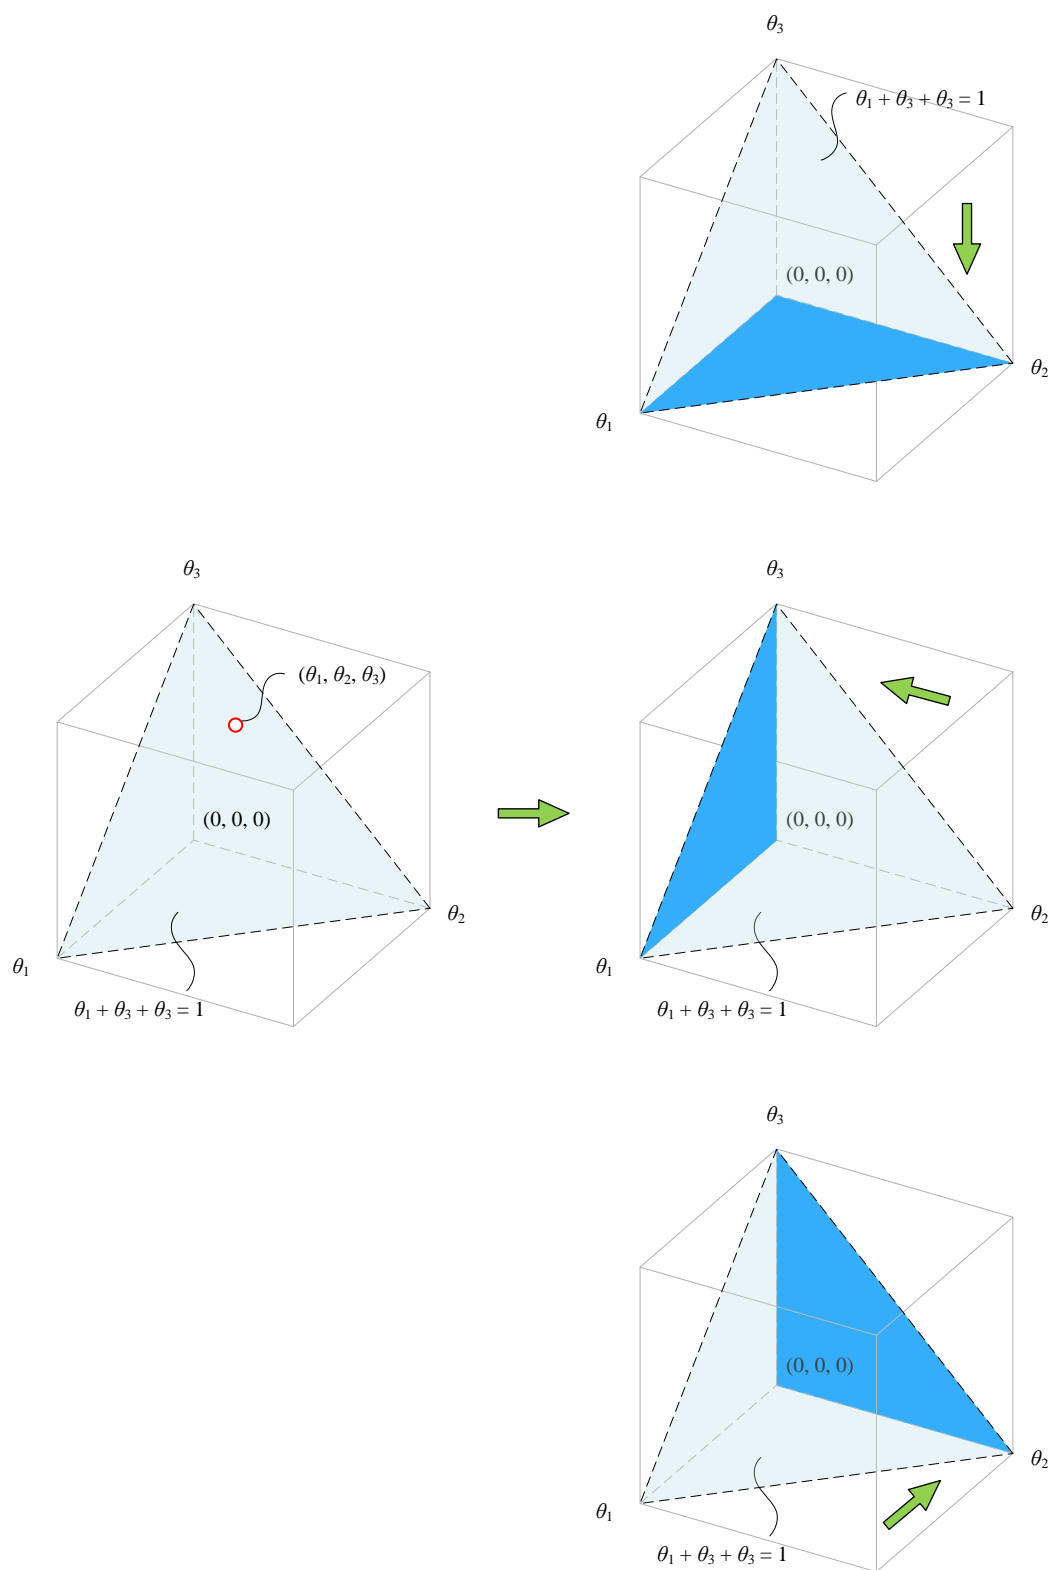 θ3
θ1 + θ3 + θ3 = 1
(0, 0, 0)
θ2
θ1
θ3
(θ1, θ2, θ3)
(0, 0, 0)
θ2
θ1
θ1 + θ3 + θ3 = 1
θ3
(0, 0, 0)
θ2
θ1
θ1 + θ3 + θ3 = 1
θ3
(0, 0, 0)
θ2
θ1
θ1 + θ3 + θ3 = 1